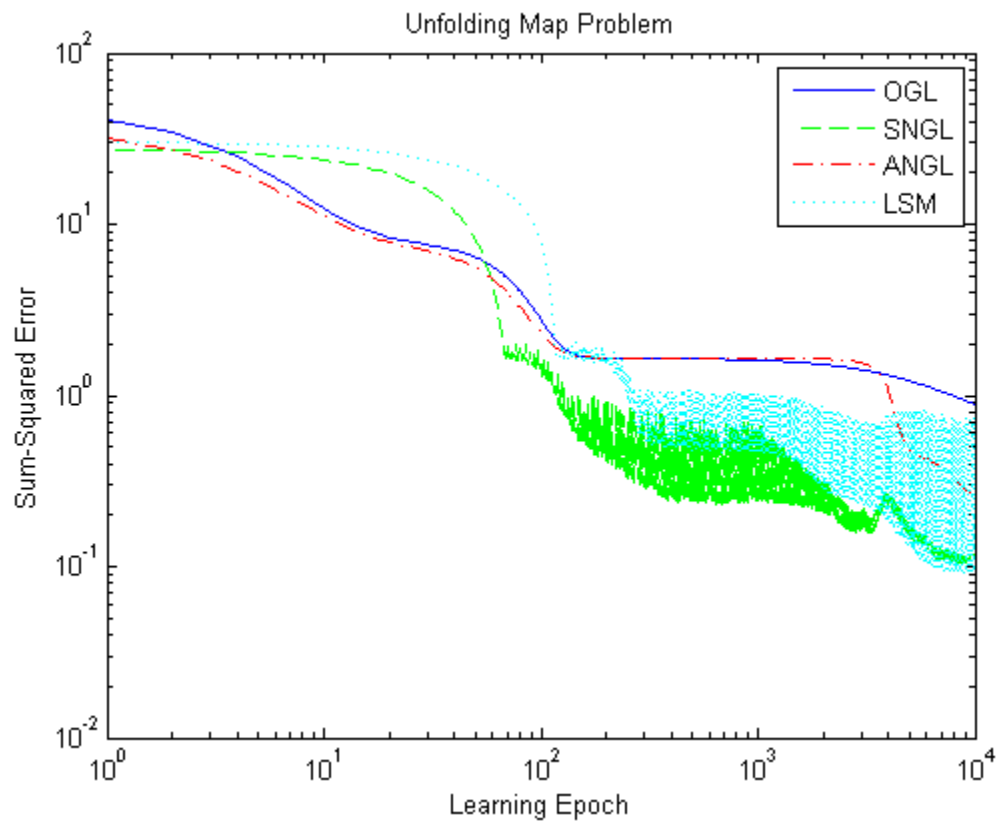 Unfolding Map Problem
10^2
10^1
10^0
10^-1
10^-2
Sum-Squared Error
OGL
SNGL
ANGL
LSM
10^0 10^1 10^2 10^3 10^4
Learning Epoch